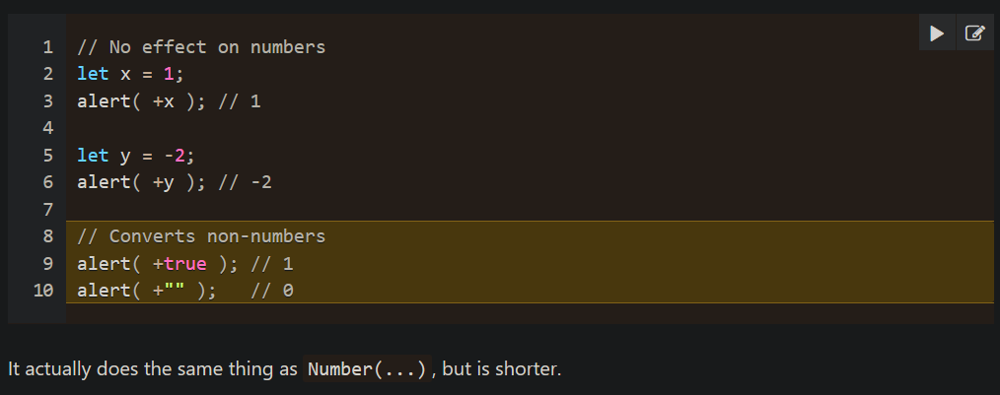 1 // No effect on numbers
2 let x = 1;
3 alert( +x ); // 1
4
5 let y = -2;
6 alert( +y ); // -2
7
8 // Converts non-numbers
9 alert( +true ); // 1
10 alert( +"" );   // 0
It actually does the same thing as Number(...), but is shorter.